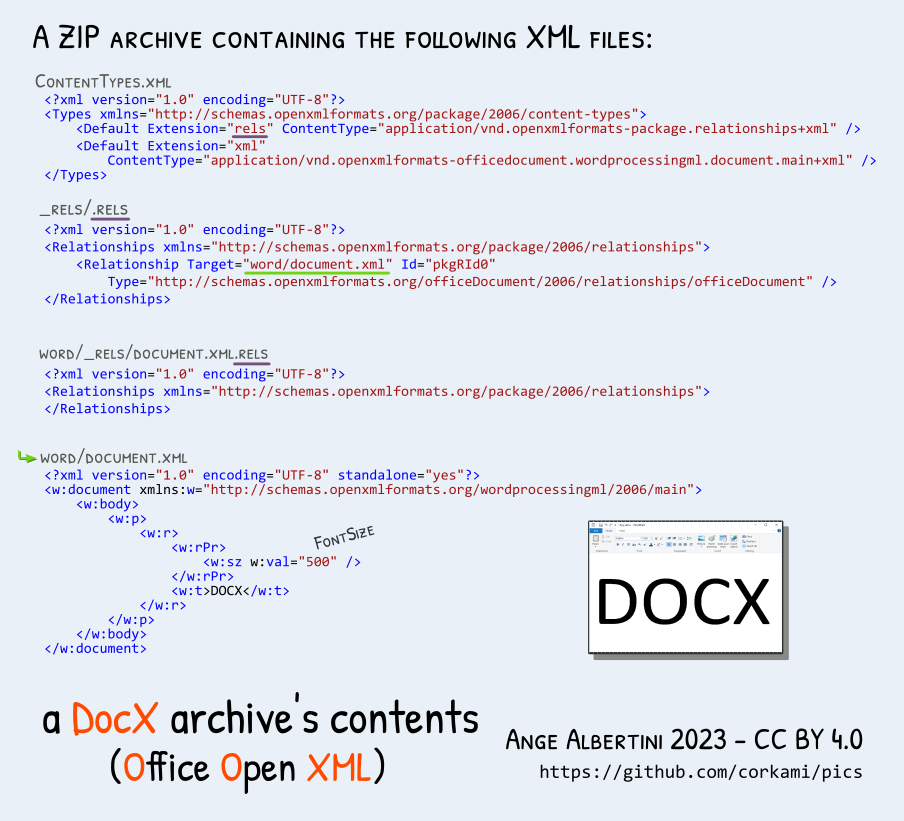 A ZIP archive containing the following XML files:
ContentTypes.xml
<?xml version="1.0" encoding="UTF-8"?>
<Types xmlns="http://schemas.openxmlformats.org/package/2006/content-types">
<Default Extension="rels" ContentType="application/vnd.openxmlformats-package.relationships+xml" />
<Default Extension="xml"
ContentType="application/vnd.openxmlformats-officedocument.wordprocessingml.document.main+xml" />
</Types>
_rels/.rels
<?xml version="1.0" encoding="UTF-8"?>
<Relationships xmlns="http://schemas.openxmlformats.org/package/2006/relationships">
<Relationship Target="word/document.xml" Id="pkgRId0"
Type="http://schemas.openxmlformats.org/officeDocument/2006/relationships/officeDocument" />
</Relationships>
word/_rels/document.xml.rels
<?xml version="1.0" encoding="UTF-8"?>
<Relationships xmlns="http://schemas.openxmlformats.org/package/2006/relationships">
</Relationships>
word/document.xml
<?xml version="1.0" encoding="UTF-8" standalone="yes"?>
<w:document xmlns:w="http://schemas.openxmlformats.org/wordprocessingml/2006/main">
<w:body>
<w:p>
<w:r>
<w:rPr>
FontSize
<w:sz w:val="500" />
</w:rPr>
<w:t>DOCX</w:t>
</w:r>
</w:p>
</w:body>
</w:document>
DOCX
a DocX archive's contents
(Office Open XML)
Ange Albertini 2023 - CC BY 4.0
https://github.com/corkami/pics